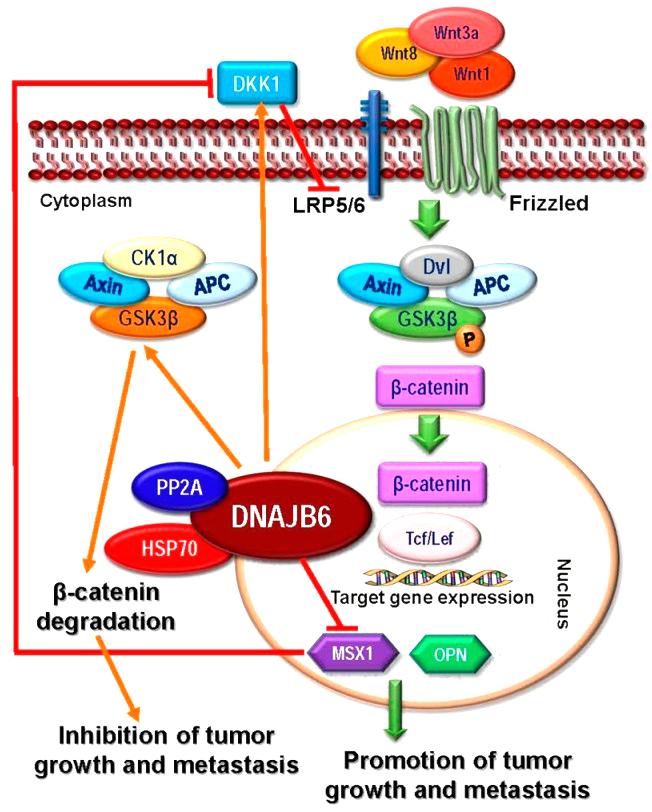 Wnt3a
Wnt8
Wnt1
DKK1
Cytoplasm
LRP5/6
Frizzled
CK1α
Axin
APC
GSK3β
Dvl
Axin
APC
GSK3β
P
β-catenin
PP2A
DNAJB6
HSP70
β-catenin
Tcf/Lef
Target gene expression
Nucleus
β-catenin
degradation
MSX1
OPN
Inhibition of tumor
growth and metastasis
Promotion of tumor
growth and metastasis